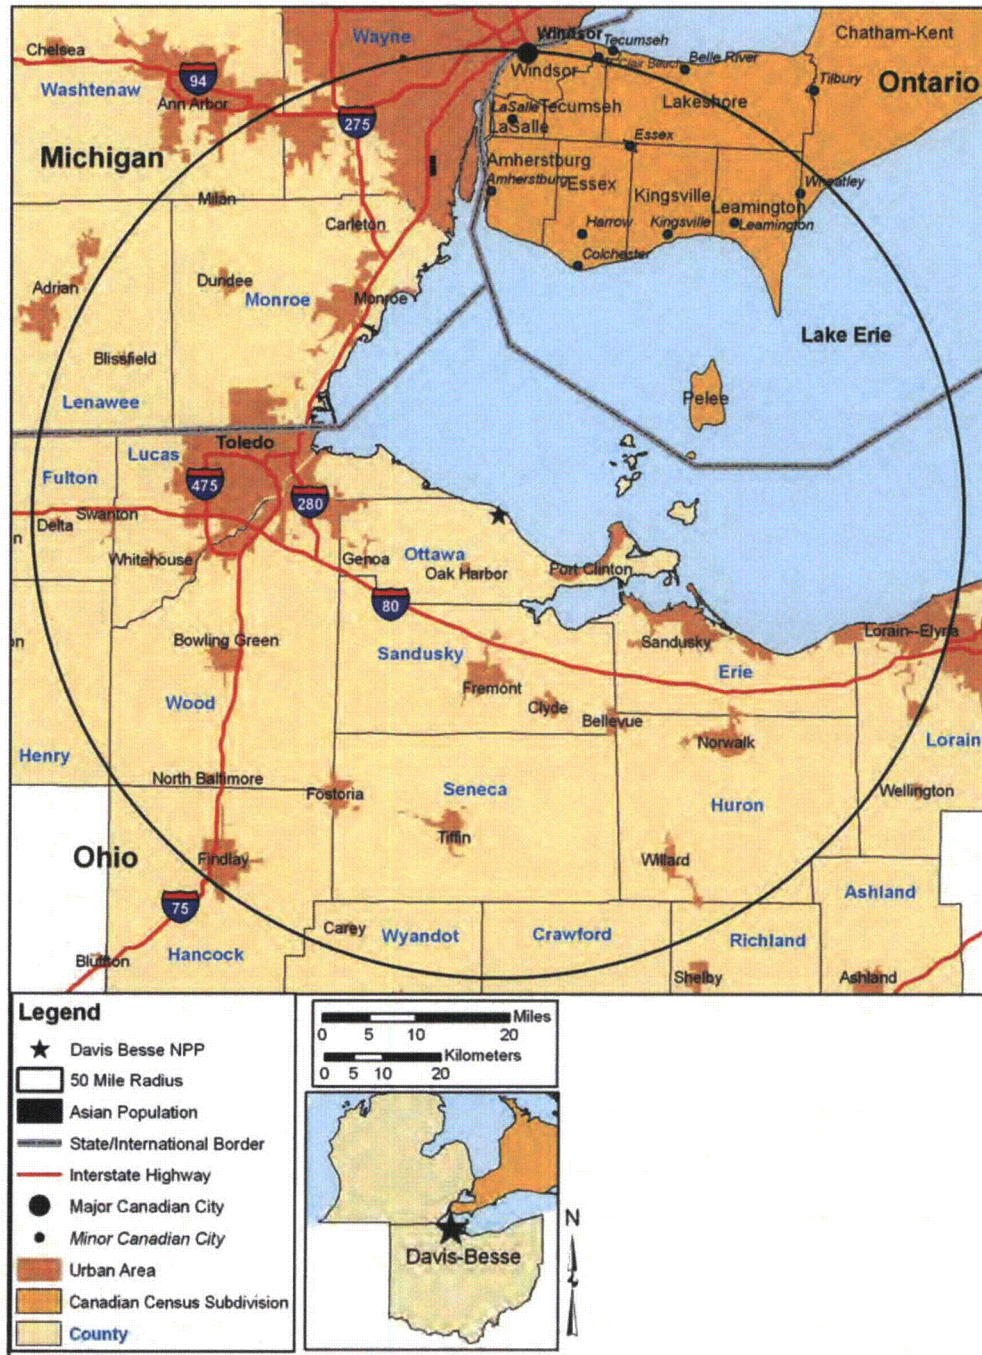 Chelsea
Wayne
Windsor
Tecumseh
Chatham-Kent
Washtenaw
94
Ann Arbor
Windsor
St. Clair Beach
Belle River
Ontario
Tilbury
275
LaSalle
Tecumseh
Lakeshore
LaSalle
Essex
Michigan
Amherstburg
Amherstburg
Essex
Kingsville
Wheatley
Milan
Leamington
Carleton
Harrow
Kingsville
Leamington
Colchester
Adrian
Dundee
Monroe
Monroe
Lake Erie
Blissfield
Pelee
Lenawee
Lucas
Toledo
Fulton
475
280
Delta
Swanton
Whitehouse
Genoa
Ottawa
Oak Harbor
Port Clinton
n
80
Bowling Green
Sandusky
Sandusky
Lorain--Elyria
on
Erie
Fremont
Wood
Clyde
Bellevue
Norwalk
Henry
Lorain
North Baltimore
Fostoria
Seneca
Huron
Wellington
Ohio
Tiffin
Findlay
Willard
75
Ashland
Carey
Wyandot
Crawford
Richland
Bluffton
Hancock
Shelby
Ashland
Legend
Davis Besse NPP
50 Mile Radius
Asian Population
State/International Border
Interstate Highway
Major Canadian City
Minor Canadian City
Urban Area
Canadian Census Subdivision
County
Miles
0 5 10 20
Kilometers
0 5 10 20
Davis-Besse
N